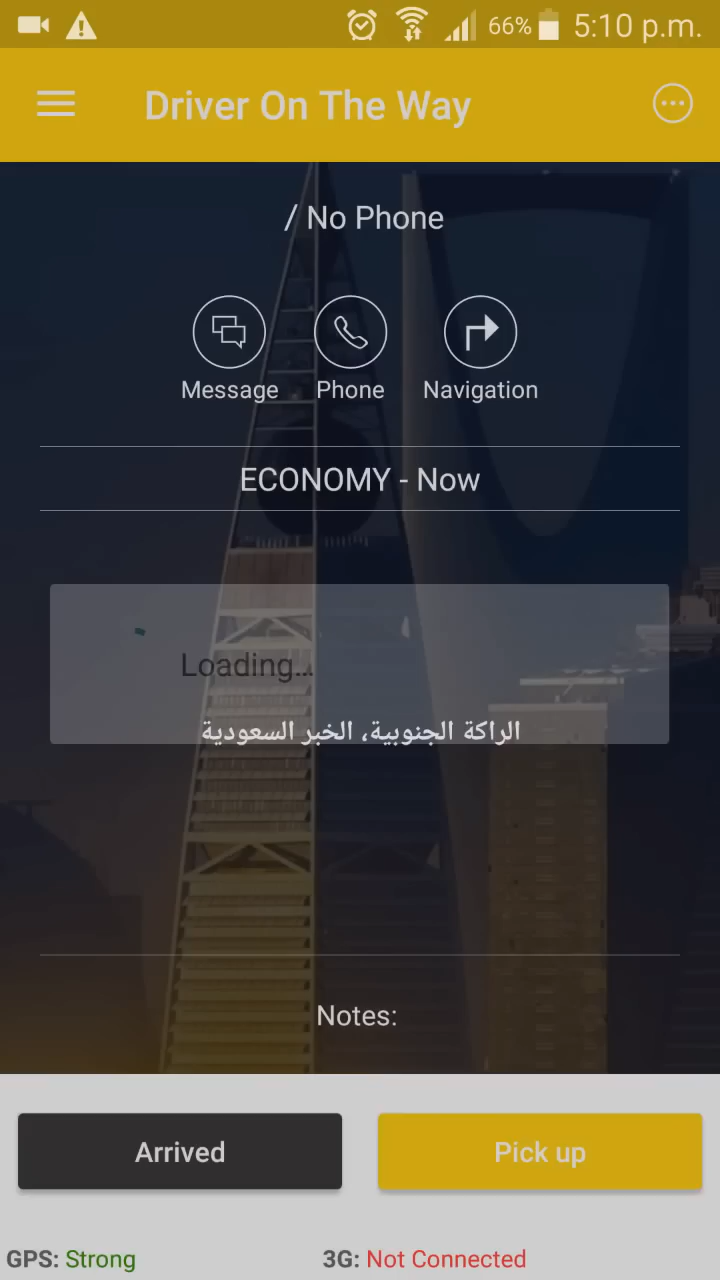 66% 5:10 p.m.
Driver On The Way
/ No Phone
Message Phone Navigation
ECONOMY - Now
Loading...
الراكة الجنوبية، الخبر السعودية
Notes:
Arrived Pick up
GPS: Strong 3G: Not Connected